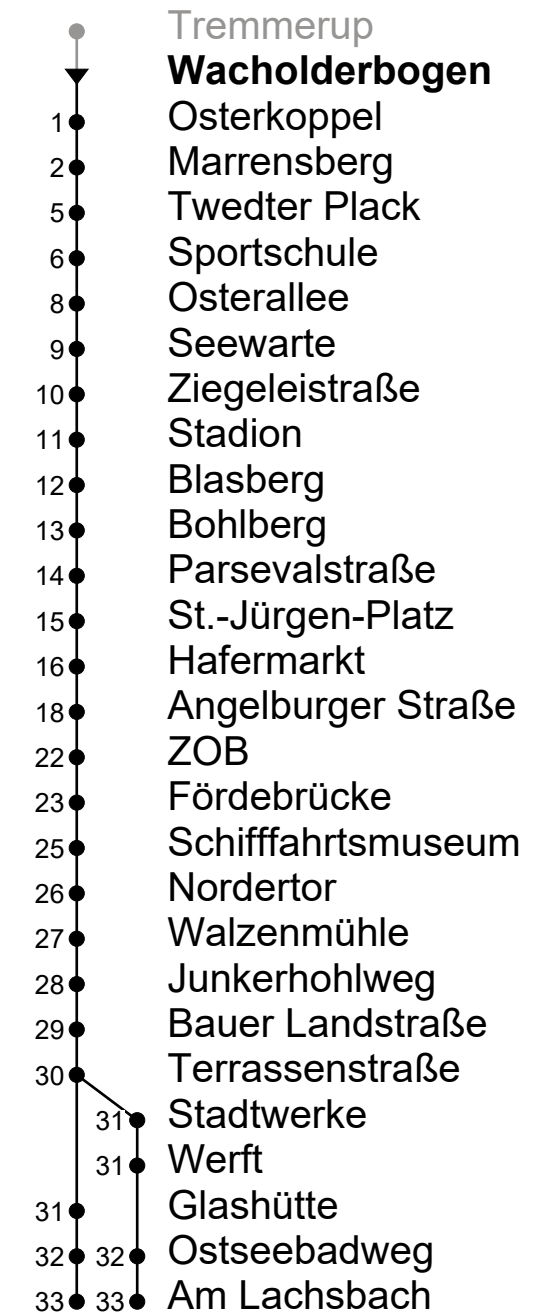 Tremmerup
Wacholderbogen
1 Osterkoppel
2 Marrensberg
5 Twedter Plack
6 Sportschule
8 Osterallee
9 Seewarte
10 Ziegeleistraße
11 Stadion
12 Blasberg
13 Bohlberg
14 Parsevalstraße
15 St.-Jürgen-Platz
16 Hafermarkt
18 Angelburger Straße
22 ZOB
23 Fördebrücke
25 Schifffahrtsmuseum
26 Nordertor
27 Walzenmühle
28 Junkerhohlweg
29 Bauer Landstraße
30 Terrassenstraße
31 Stadtwerke
31 Werft
31 Glashütte
32 32 Ostseebadweg
33 33 Am Lachsbach